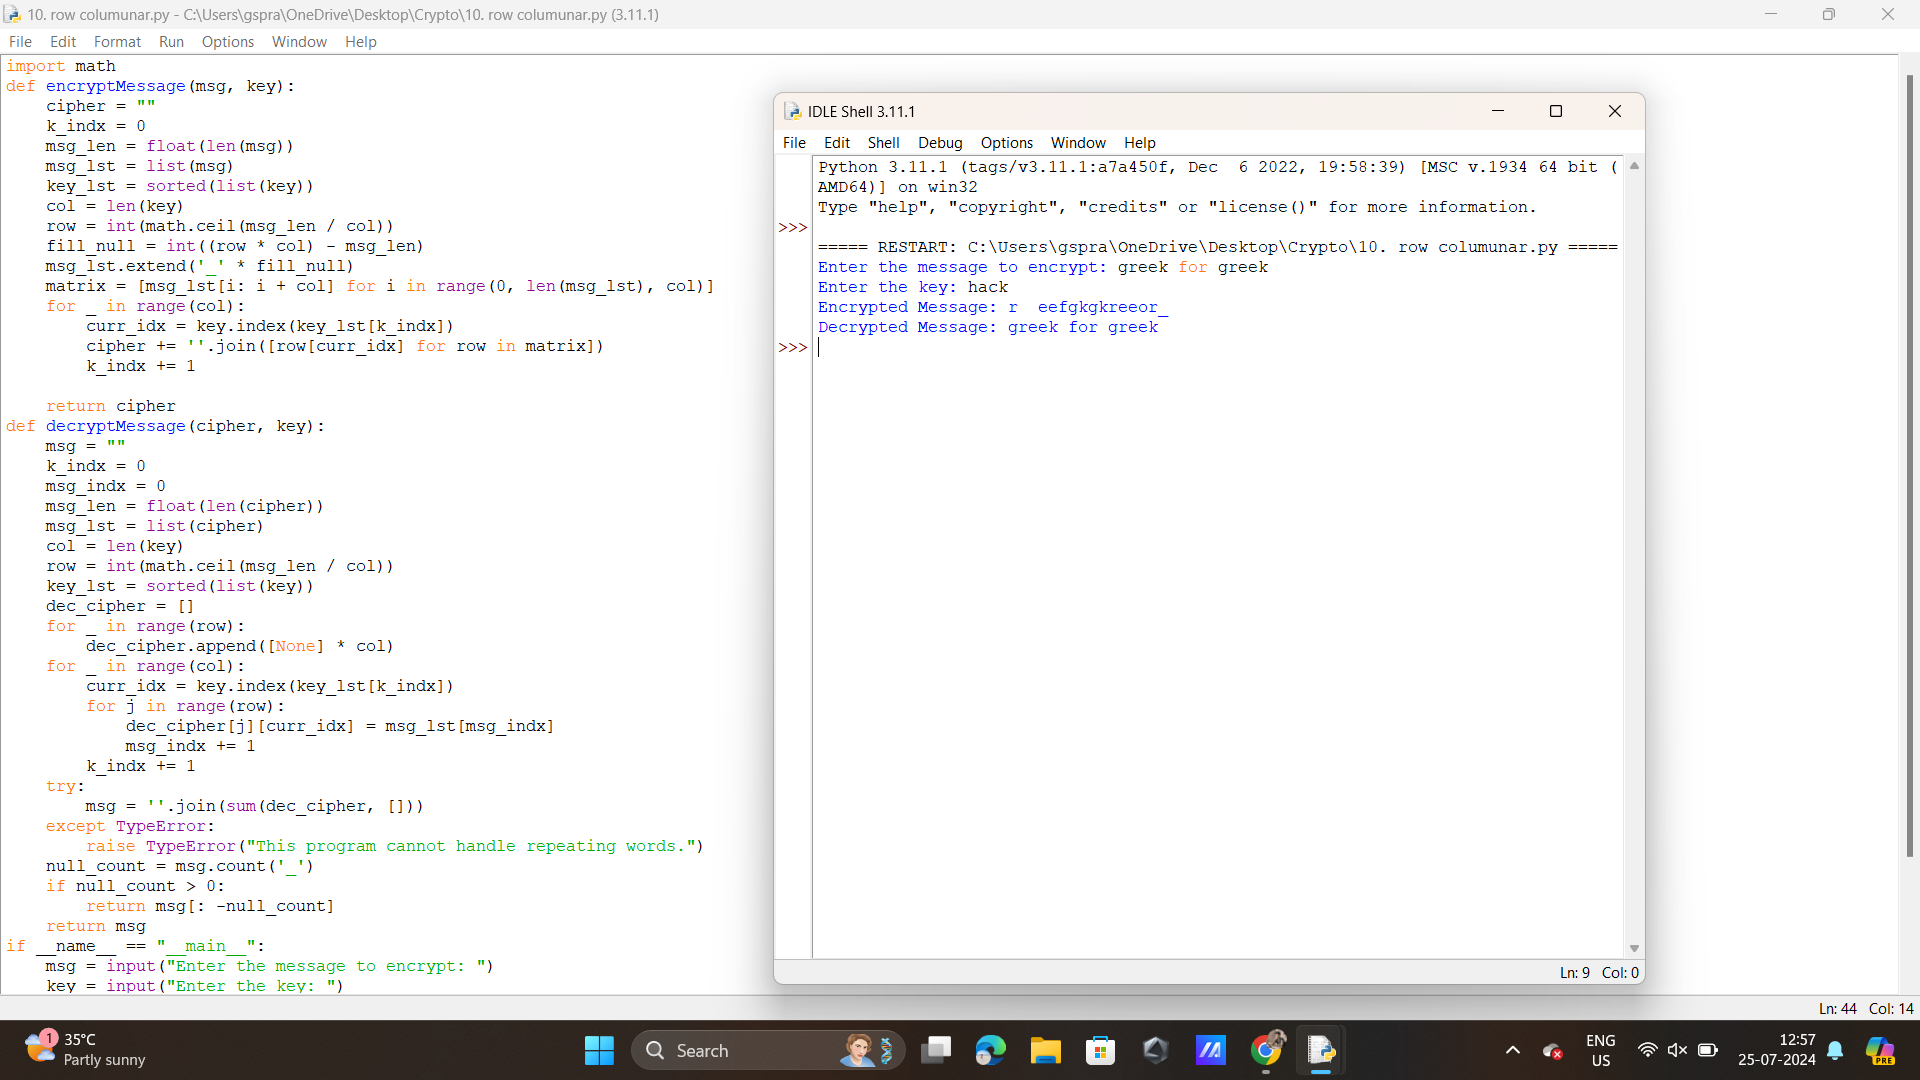 10. row columunar.py - C:\Users\gspra\OneDrive\Desktop\Crypto\10. row columunar.py (3.11.1)
File Edit Format Run Options Window Help
import math
def encryptMessage(msg, key):
    cipher = ""
    k_indx = 0
    msg_len = float(len(msg))
    msg_lst = list(msg)
    key_lst = sorted(list(key))
    col = len(key)
    row = int(math.ceil(msg_len / col))
    fill_null = int((row * col) - msg_len)
    msg_lst.extend('_' * fill_null)
    matrix = [msg_lst[i: i + col] for i in range(0, len(msg_lst), col)]
    for _ in range(col):
        curr_idx = key.index(key_lst[k_indx])
        cipher += ''.join([row[curr_idx] for row in matrix])
        k_indx += 1
    return cipher
def decryptMessage(cipher, key):
    msg = ""
    k_indx = 0
    msg_indx = 0
    msg_len = float(len(cipher))
    msg_lst = list(cipher)
    col = len(key)
    row = int(math.ceil(msg_len / col))
    key_lst = sorted(list(key))
    dec_cipher = []
    for _ in range(row):
        dec_cipher.append([None] * col)
    for _ in range(col):
        curr_idx = key.index(key_lst[k_indx])
        for j in range(row):
            dec_cipher[j][curr_idx] = msg_lst[msg_indx]
            msg_indx += 1
        k_indx += 1
    try:
        msg = ''.join(sum(dec_cipher, []))
    except TypeError:
        raise TypeError("This program cannot handle repeating words.")
    null_count = msg.count('_')
    if null_count > 0:
        return msg[: -null_count]
    return msg
if __name__ == "__main__":
    msg = input("Enter the message to encrypt: ")
    key = input("Enter the key: ")
Ln: 44 Col: 14
IDLE Shell 3.11.1
File Edit Shell Debug Options Window Help
Python 3.11.1 (tags/v3.11.1:a7a450f, Dec  6 2022, 19:58:39) [MSC v.1934 64 bit (
AMD64)] on win32
Type "help", "copyright", "credits" or "license()" for more information.
>>>
===== RESTART: C:\Users\gspra\OneDrive\Desktop\Crypto\10. row columunar.py =====
Enter the message to encrypt: greek for greek
Enter the key: hack
Encrypted Message: r  eefgkgkreeor_
Decrypted Message: greek for greek
>>>
Ln: 9 Col: 0
1
35°C
Partly sunny
Search
ENG
US
12:57
25-07-2024
PRE